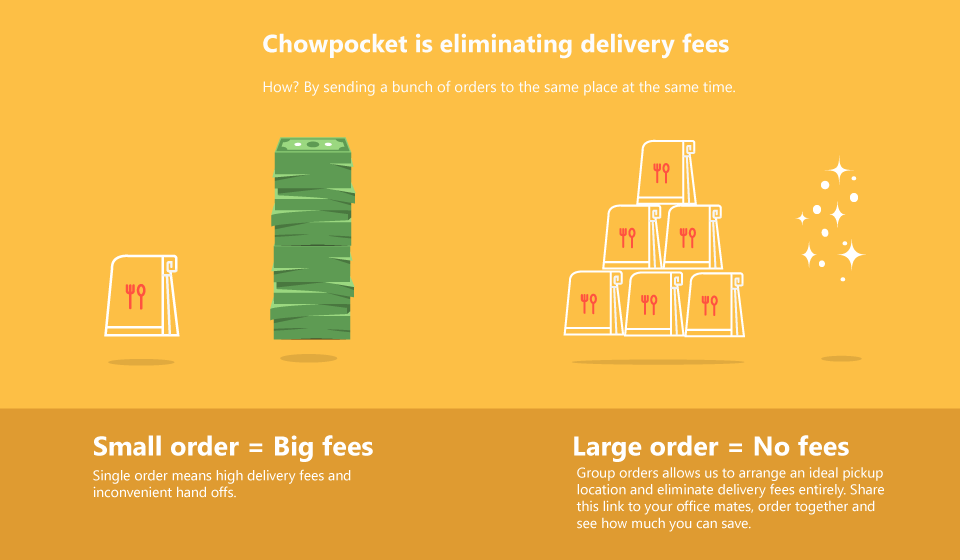 Chowpocket is eliminating delivery fees
How? By sending a bunch of orders to the same place at the same time.
Small order = Big fees
Single order means high delivery fees and
inconvenient hand offs.
Large order = No fees
Group orders allows us to arrange an ideal pickup
location and eliminate delivery fees entirely. Share
this link to your office mates, order together and
see how much you can save.